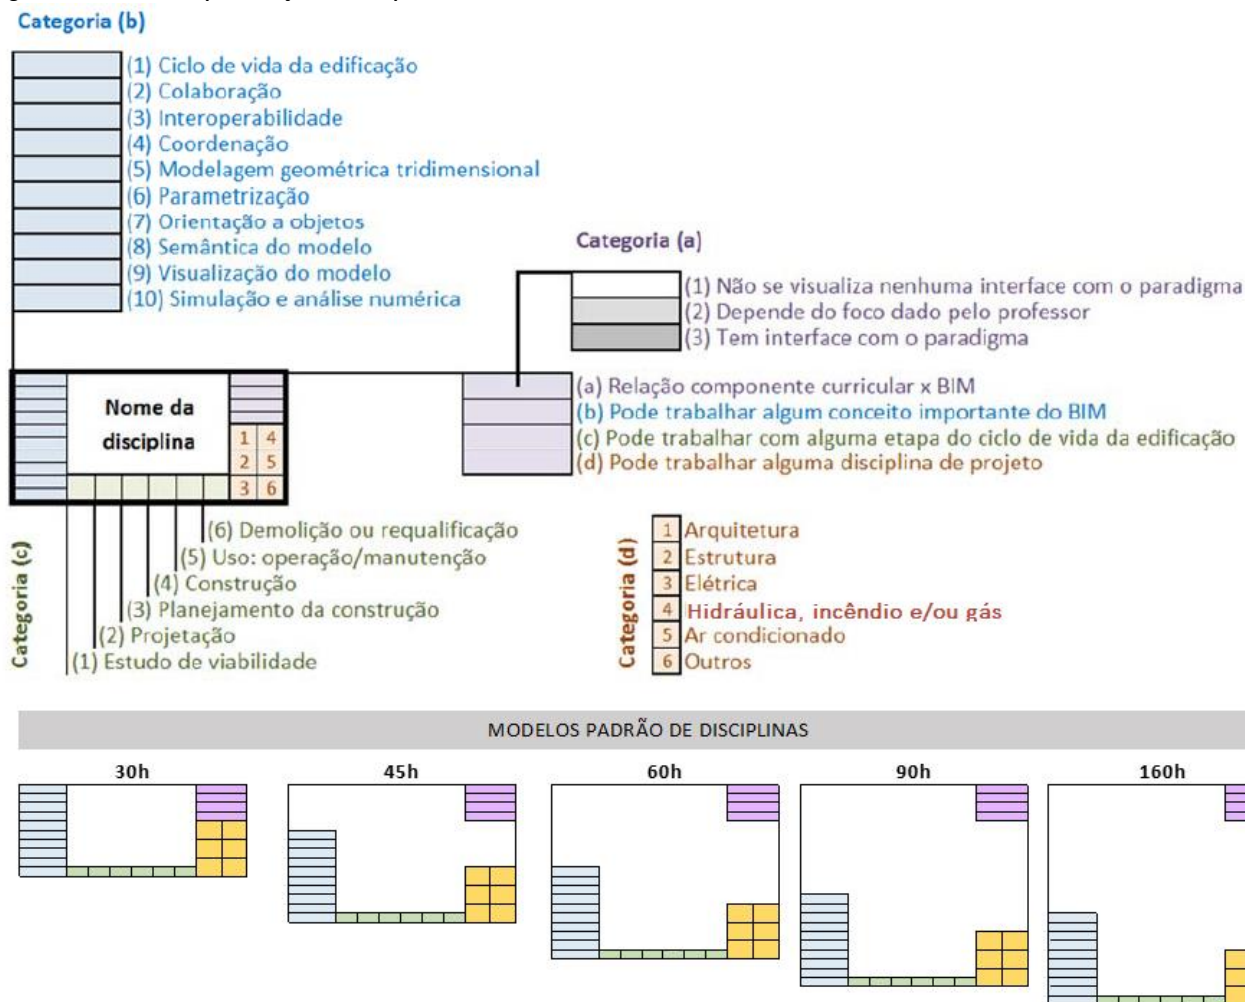 Categoria (b)
(1) Ciclo de vida da edificação
(2) Colaboração
(3) Interoperabilidade
(4) Coordenação
(5) Modelagem geométrica tridimensional
(6) Parametrização
(7) Orientação a objetos
(8) Semântica do modelo
(9) Visualização do modelo
(10) Simulação e análise numérica
Categoria (a)
(1) Não se visualiza nenhuma interface com o paradigma
(2) Depende do foco dado pelo professor
(3) Tem interface com o paradigma
(a) Relação componente curricular x BIM
(b) Pode trabalhar algum conceito importante do BIM
(c) Pode trabalhar com alguma etapa do ciclo de vida da edificação
(d) Pode trabalhar alguma disciplina de projeto
Nome da
disciplina
1 4
2 5
3 6
Categoria (c)
(6) Demolição ou requalificação
(5) Uso: operação/manutenção
(4) Construção
(3) Planejamento da construção
(2) Projetação
(1) Estudo de viabilidade
Categoria (d)
1 Arquitetura
2 Estrutura
3 Elétrica
4 Hidráulica, incêndio e/ou gás
5 Ar condicionado
6 Outros
MODELOS PADRÃO DE DISCIPLINAS
30h 45h 60h 90h 160h